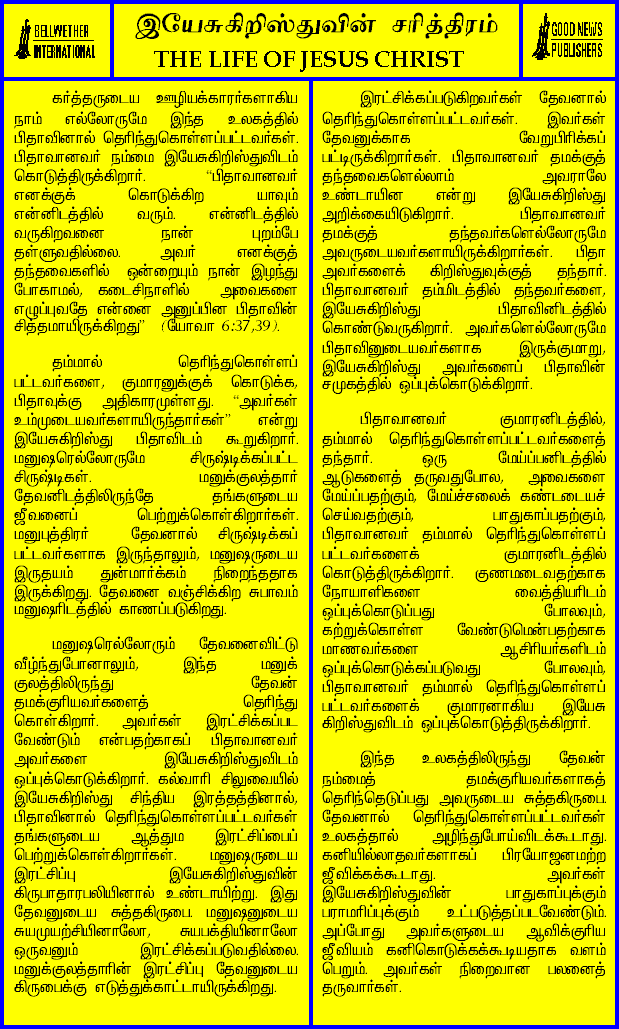 BELLWETHER
INTERNATIONAL
இயேசுகிறிஸ்துவின் சரித்திரம்
THE LIFE OF JESUS CHRIST
GOOD NEWS
PUBLISHERS
கர்த்தருடைய ஊழியக்காரர்களாகிய
நாம் எல்லோருமே இந்த உலகத்தில்
பிதாவினால் தெரிந்துகொள்ளப்பட்டவர்கள்.
பிதாவானவர் நம்மை இயேசுகிறிஸ்துவிடம்
கொடுத்திருக்கிறார். “பிதாவானவர்
எனக்குக் கொடுக்கிற யாவும்
என்னிடத்தில் வரும். என்னிடத்தில்
வருகிறவனை நான் புறம்பே
தள்ளுவதில்லை. அவர் எனக்குத்
தந்தவைகளில் ஒன்றையும் நான் இழந்து
போகாமல், கடைசிநாளில் அவைகளை
எழுப்புவதே என்னை அனுப்பின பிதாவின்
சித்தமாயிருக்கிறது” (யோவா 6:37,39).
தம்மால் தெரிந்துகொள்ளப்
பட்டவர்களை, குமாரனுக்குக் கொடுக்க,
பிதாவுக்கு அதிகாரமுள்ளது. “அவர்கள்
உம்முடையவர்களாயிருந்தார்கள்” என்று
இயேசுகிறிஸ்து பிதாவிடம் கூறுகிறார்.
மனுஷரெல்லோருமே சிருஷ்டிக்கப்பட்ட
சிருஷ்டிகள். மனுக்குலத்தார்
தேவனிடத்திலிருந்தே தங்களுடைய
ஜீவனைப் பெற்றுக்கொள்கிறார்கள்.
மனுபுத்திரர் தேவனால் சிருஷ்டிக்கப்
பட்டவர்களாக இருந்தாலும், மனுஷருடைய
இருதயம் துன்மார்க்கம் நிறைந்ததாக
இருக்கிறது. தேவனை வஞ்சிக்கிற சுபாவம்
மனுஷரிடத்தில் காணப்படுகிறது.
மனுஷரெல்லோரும் தேவனைவிட்டு
வீழ்ந்துபோனாலும், இந்த மனுக்
குலத்திலிருந்து தேவன்
தமக்குரியவர்களைத் தெரிந்து
கொள்கிறார். அவர்கள் இரட்சிக்கப்பட
வேண்டும் என்பதற்காகப் பிதாவானவர்
அவர்களை இயேசுகிறிஸ்துவிடம்
ஒப்புக்கொடுக்கிறார். கல்வாரி சிலுவையில்
இயேசுகிறிஸ்து சிந்திய இரத்தத்தினால்,
பிதாவினால் தெரிந்துகொள்ளப்பட்டவர்கள்
தங்களுடைய ஆத்தும இரட்சிப்பைப்
பெற்றுக்கொள்கிறார்கள். மனுஷருடைய
இரட்சிப்பு இயேசுகிறிஸ்துவின்
கிருபாதாரபலியினால் உண்டாயிற்று. இது
தேவனுடைய சுத்தகிருபை. மனுஷனுடைய
சுயமுயற்சியினாலோ, சுயபக்தியினாலோ
ஒருவனும் இரட்சிக்கப்படுவதில்லை.
மனுக்குலத்தாரின் இரட்சிப்பு தேவனுடைய
கிருபைக்கு எடுத்துக்காட்டாயிருக்கிறது.
இரட்சிக்கப்படுகிறவர்கள் தேவனால்
தெரிந்துகொள்ளப்பட்டவர்கள். இவர்கள்
தேவனுக்காக வேறுபிரிக்கப்
பட்டிருக்கிறார்கள். பிதாவானவர் தமக்குத்
தந்தவைகளெல்லாம் அவராலே
உண்டாயின என்று இயேசுகிறிஸ்து
அறிக்கையிடுகிறார். பிதாவானவர்
தமக்குத் தந்தவர்களெல்லோருமே
அவருடையவர்களாயிருக்கிறார்கள். பிதா
அவர்களைக் கிறிஸ்துவுக்குத் தந்தார்.
பிதாவானவர் தம்மிடத்தில் தந்தவர்களை,
இயேசுகிறிஸ்து பிதாவினிடத்தில்
கொண்டுவருகிறார். அவர்களெல்லோருமே
பிதாவினுடையவர்களாக இருக்குமாறு,
இயேசுகிறிஸ்து அவர்களைப் பிதாவின்
சமுகத்தில் ஒப்புக்கொடுக்கிறார்.
பிதாவானவர் குமாரனிடத்தில்,
தம்மால் தெரிந்துகொள்ளப்பட்டவர்களைத்
தந்தார். ஒரு மேய்ப்பனிடத்தில்
ஆடுகளைத் தருவதுபோல, அவைகளை
மேய்ப்பதற்கும், மேய்ச்சலைக் கண்டடையச்
செய்வதற்கும், பாதுகாப்பதற்கும்,
பிதாவானவர் தம்மால் தெரிந்துகொள்ளப்
பட்டவர்களைக் குமாரனிடத்தில்
கொடுத்திருக்கிறார். குணமடைவதற்காக
நோயாளிகளை வைத்தியரிடம்
ஒப்புக்கொடுப்பது போலவும்,
கற்றுக்கொள்ள வேண்டுமென்பதற்காக
மாணவர்களை ஆசிரியர்களிடம்
ஒப்புக்கொடுக்கப்படுவது போலவும்,
பிதாவானவர் தம்மால் தெரிந்துகொள்ளப்
பட்டவர்களைக் குமாரனாகிய இயேசு
கிறிஸ்துவிடம் ஒப்புக்கொடுத்திருக்கிறார்.
இந்த உலகத்திலிருந்து தேவன்
நம்மைத் தமக்குரியவர்களாகத்
தெரிந்தெடுப்பது அவருடைய சுத்தகிருபை.
தேவனால் தெரிந்துகொள்ளப்பட்டவர்கள்
உலகத்தால் அழிந்துபோய்விடக்கூடாது.
கனியில்லாதவர்களாகப் பிரயோஜனமற்ற
ஜீவிக்கக்கூடாது. அவர்கள்
இயேசுகிறிஸ்துவின் பாதுகாப்புக்கும்
பராமரிப்புக்கும் உட்படுத்தப்படவேண்டும்.
அப்போது அவர்களுடைய ஆவிக்குரிய
ஜீவியம் கனிகொடுக்கக்கூடியதாக வளம்
பெறும். அவர்கள் நிறைவான பலனைத்
தருவார்கள்.